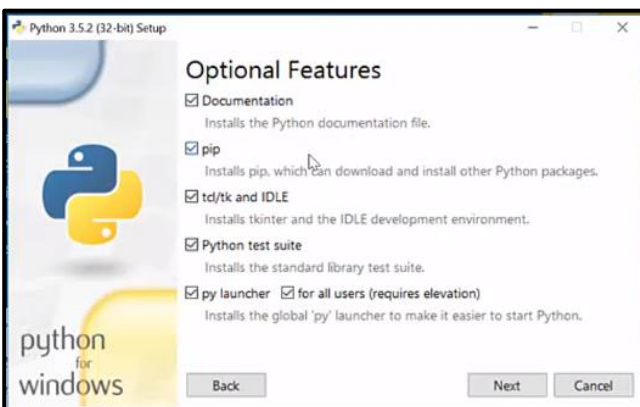 Python 3.5.2 (32-bit) Setup
Optional Features
Documentation
Installs the Python documentation file.
pip
Installs pip, which can download and install other Python packages.
tcl/tk and IDLE
Installs tkinter and the IDLE development environment.
Python test suite
Installs the standard library test suite.
py launcher for all users (requires elevation)
Installs the global 'py' launcher to make it easier to start Python.
python
for
windows
Back Next Cancel